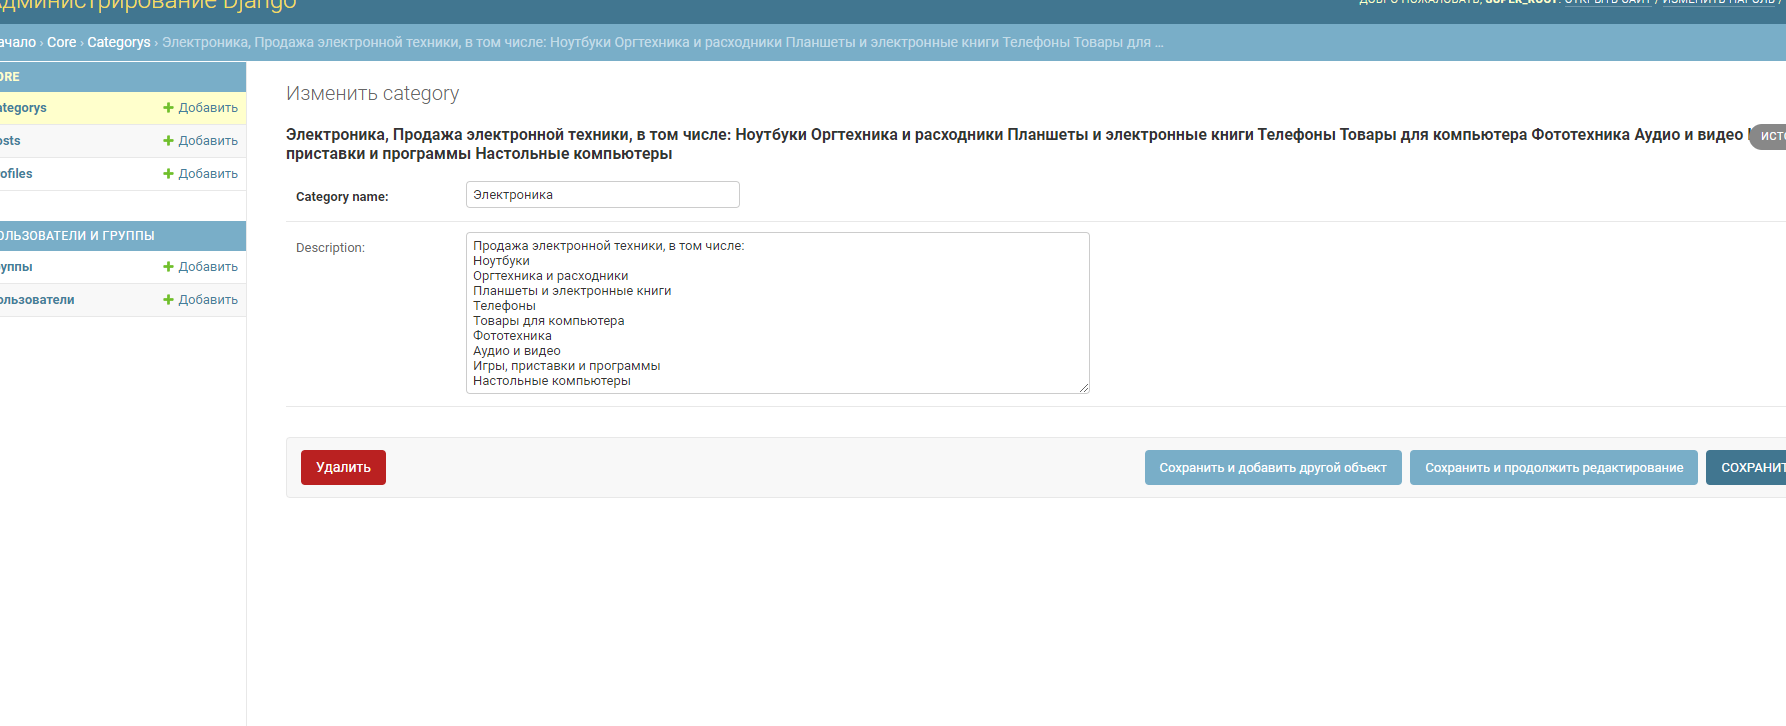 Администрирование Django
ДОБРО ПОЖАЛОВАТЬ, SUPER_ROOT. ОТКРЫТЬ САЙТ / ИЗМЕНИТЬ ПАРОЛЬ /
ачало › Core › Categorys › Электроника, Продажа электронной техники, в том числе: Ноутбуки Оргтехника и расходники Планшеты и электронные книги Телефоны Товары для …
ORE
ategorys + Добавить
osts + Добавить
ofiles + Добавить
ОЛЬЗОВАТЕЛИ И ГРУППЫ
уппы + Добавить
ользователи + Добавить
Изменить category
Электроника, Продажа электронной техники, в том числе: Ноутбуки Оргтехника и расходники Планшеты и электронные книги Телефоны Товары для компьютера Фототехника Аудио и видео
ИСТО
приставки и программы Настольные компьютеры
Category name: Электроника
Description:
Продажа электронной техники, в том числе:
Ноутбуки
Оргтехника и расходники
Планшеты и электронные книги
Телефоны
Товары для компьютера
Фототехника
Аудио и видео
Игры, приставки и программы
Настольные компьютеры
Удалить
Сохранить и добавить другой объект
Сохранить и продолжить редактирование
СОХРАНИТ